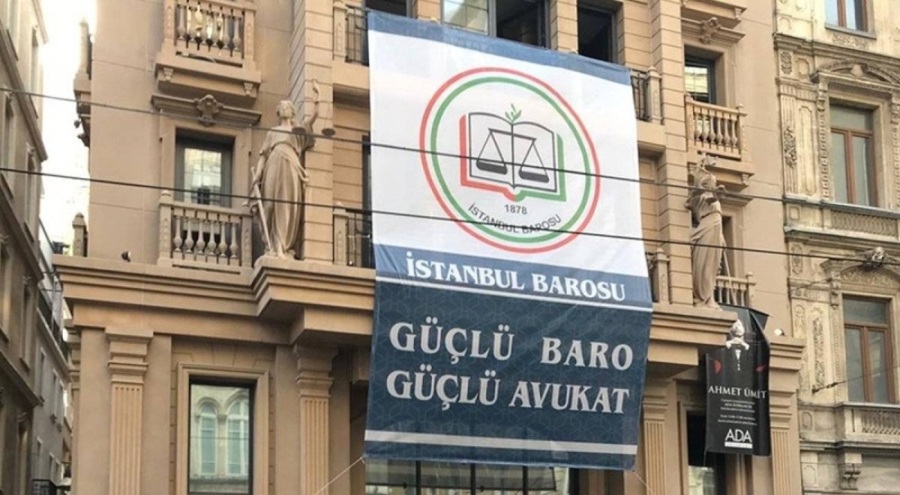 1878
İSTANBUL BAROSU
İSTANBUL BAROSU
GÜÇLÜ BARO
GÜÇLÜ AVUKAT
AHMET ÜMİT
ADA